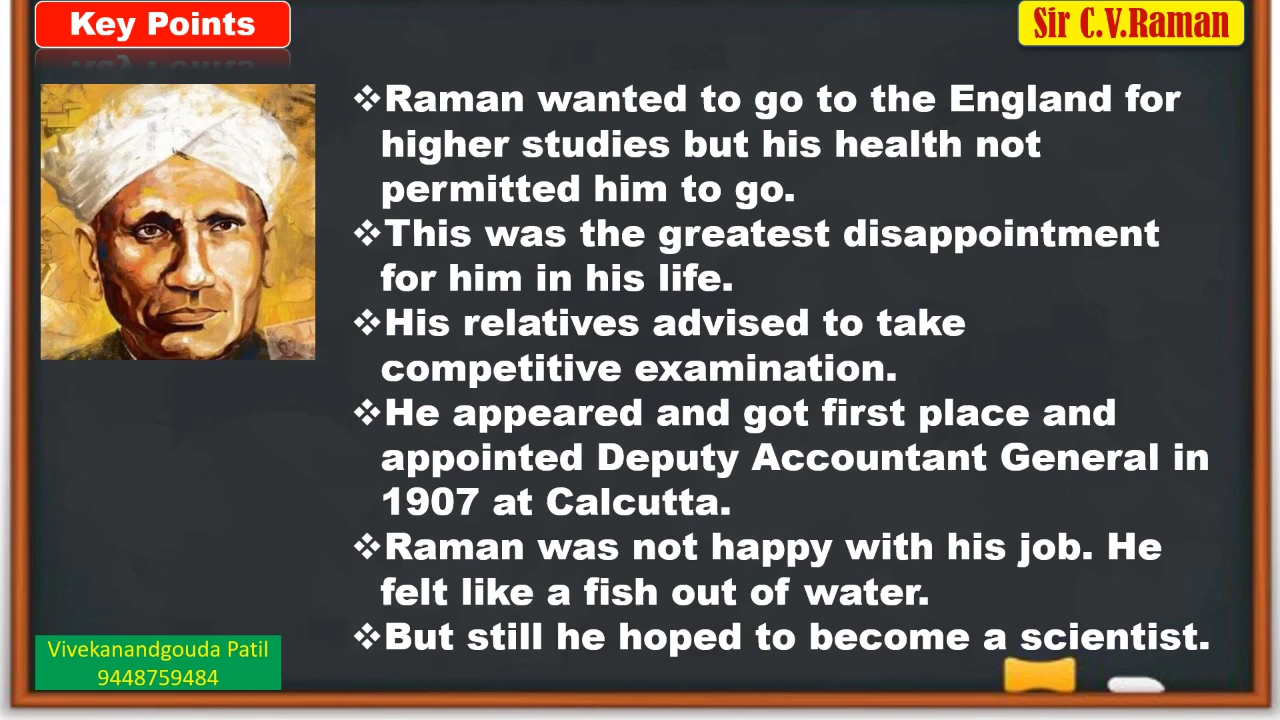 Key Points
Sir C.V.Raman
❖Raman wanted to go to the England for
higher studies but his health not
permitted him to go.
❖This was the greatest disappointment
for him in his life.
❖His relatives advised to take
competitive examination.
❖He appeared and got first place and
appointed Deputy Accountant General in
1907 at Calcutta.
❖Raman was not happy with his job. He
felt like a fish out of water.
❖But still he hoped to become a scientist.
Vivekanandgouda Patil
9448759484